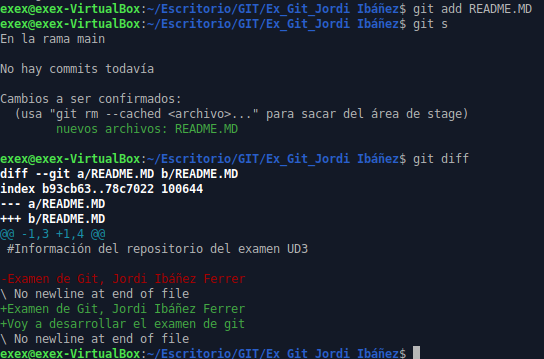 exex@exex-VirtualBox:~/Escritorio/GIT/Ex_Git_Jordi Ibáñez$ git add README.MD
exex@exex-VirtualBox:~/Escritorio/GIT/Ex_Git_Jordi Ibáñez$ git s
En la rama main

No hay commits todavía

Cambios a ser confirmados:
  (usa "git rm --cached <archivo>..." para sacar del área de stage)
        nuevos archivos: README.MD

exex@exex-VirtualBox:~/Escritorio/GIT/Ex_Git_Jordi Ibáñez$ git diff
diff --git a/README.MD b/README.MD
index b93cb63..78c7022 100644
--- a/README.MD
+++ b/README.MD
@@ -1,3 +1,4 @@
 #Información del repositorio del examen UD3

-Examen de Git, Jordi Ibáñez Ferrer
\ No newline at end of file
+Examen de Git, Jordi Ibáñez Ferrer
+Voy a desarrollar el examen de git
\ No newline at end of file
exex@exex-VirtualBox:~/Escritorio/GIT/Ex_Git_Jordi Ibáñez$